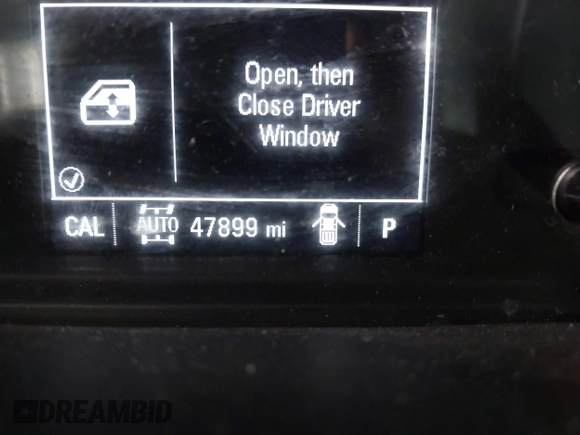 Open, then
Close Driver
Window
CAL AUTO 47899 mi P
DREAMBID